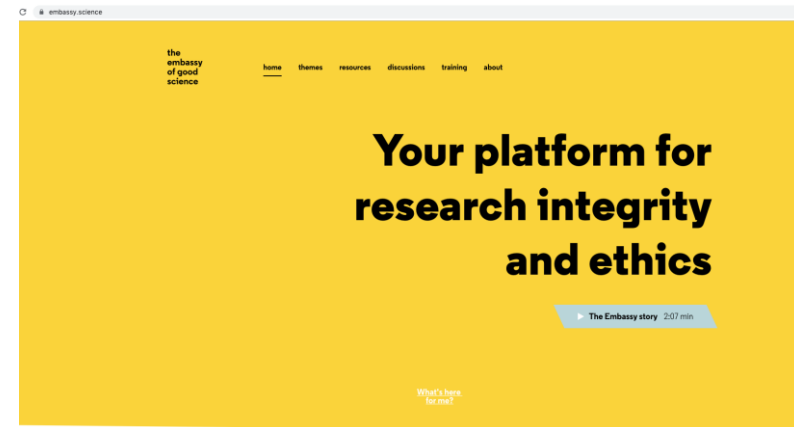 embassy.science
the
embassy
of good
science
home themes resources discussions training about
Your platform for
research integrity
and ethics
The Embassy story 2:07 min
What's here
for me?